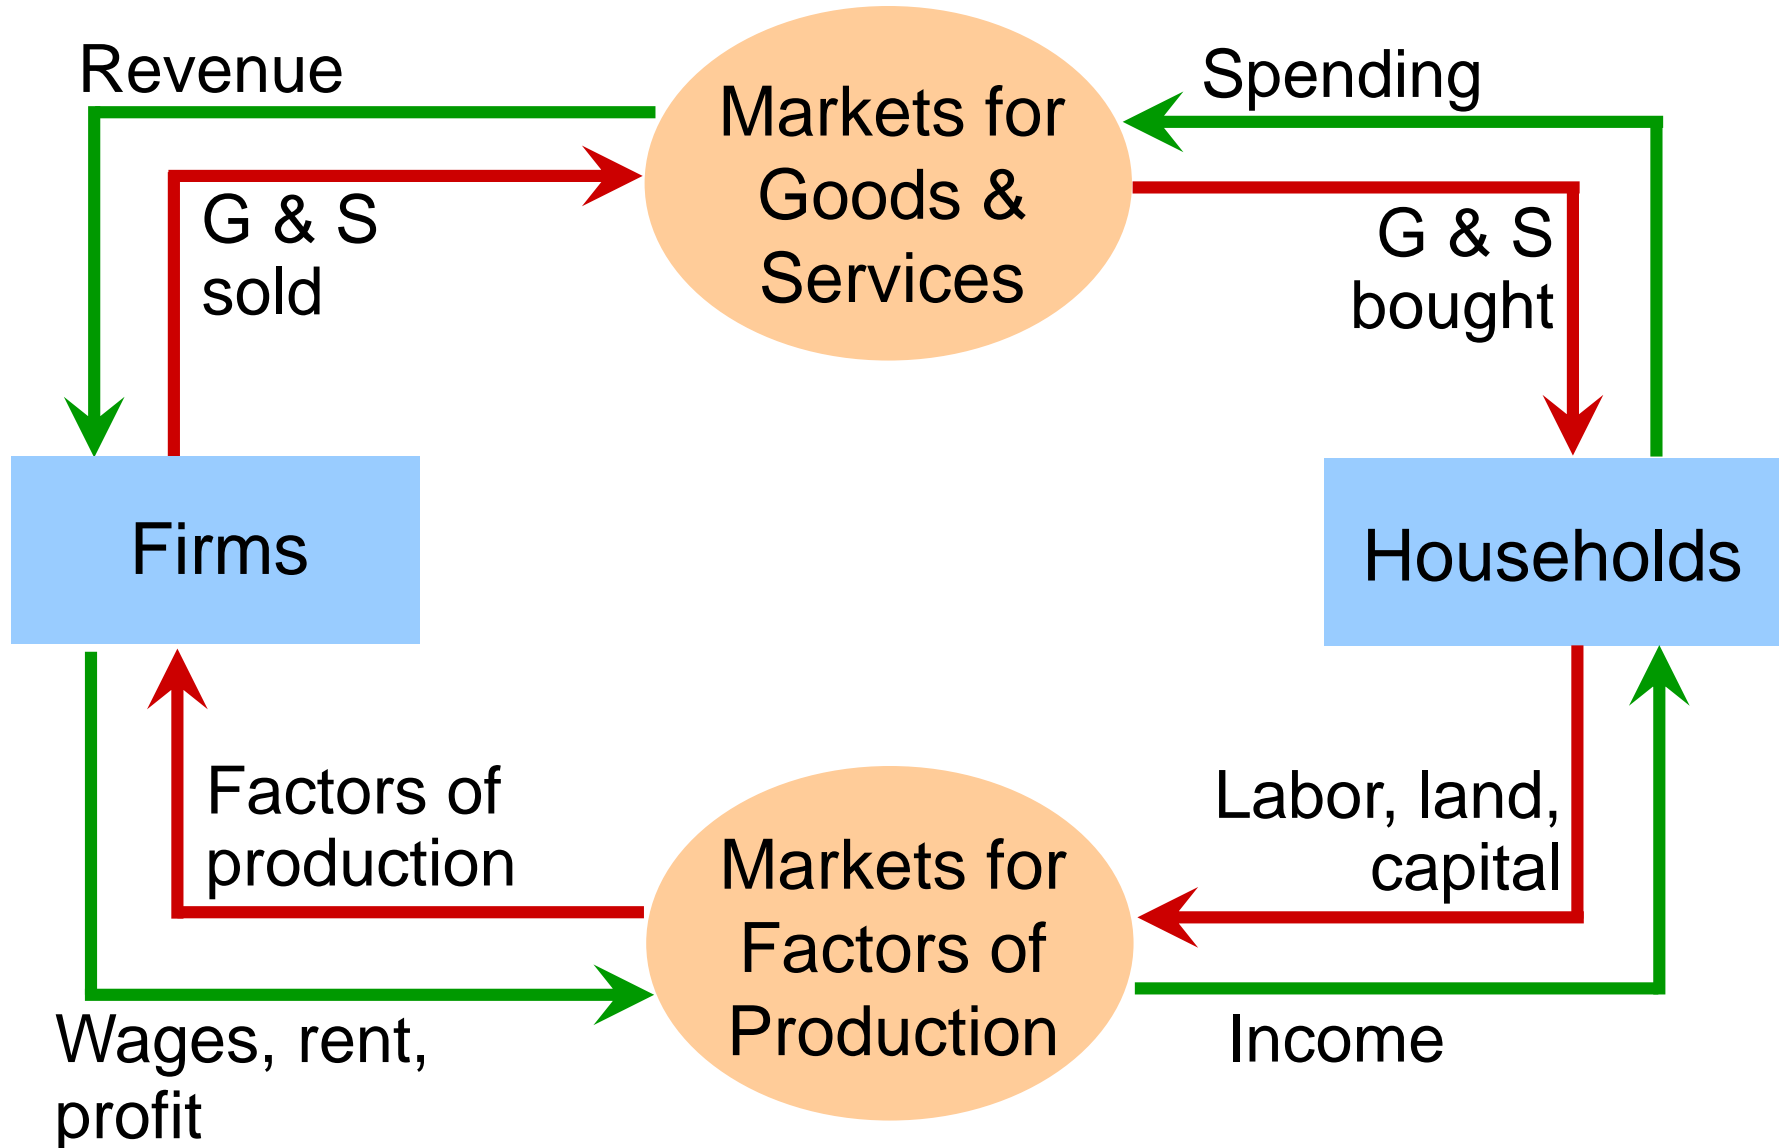 Revenue
Spending
Markets for
Goods &
Services
G & S
sold
G & S
bought
Firms
Households
Factors of
production
Labor, land,
capital
Markets for
Factors of
Production
Wages, rent,
profit
Income